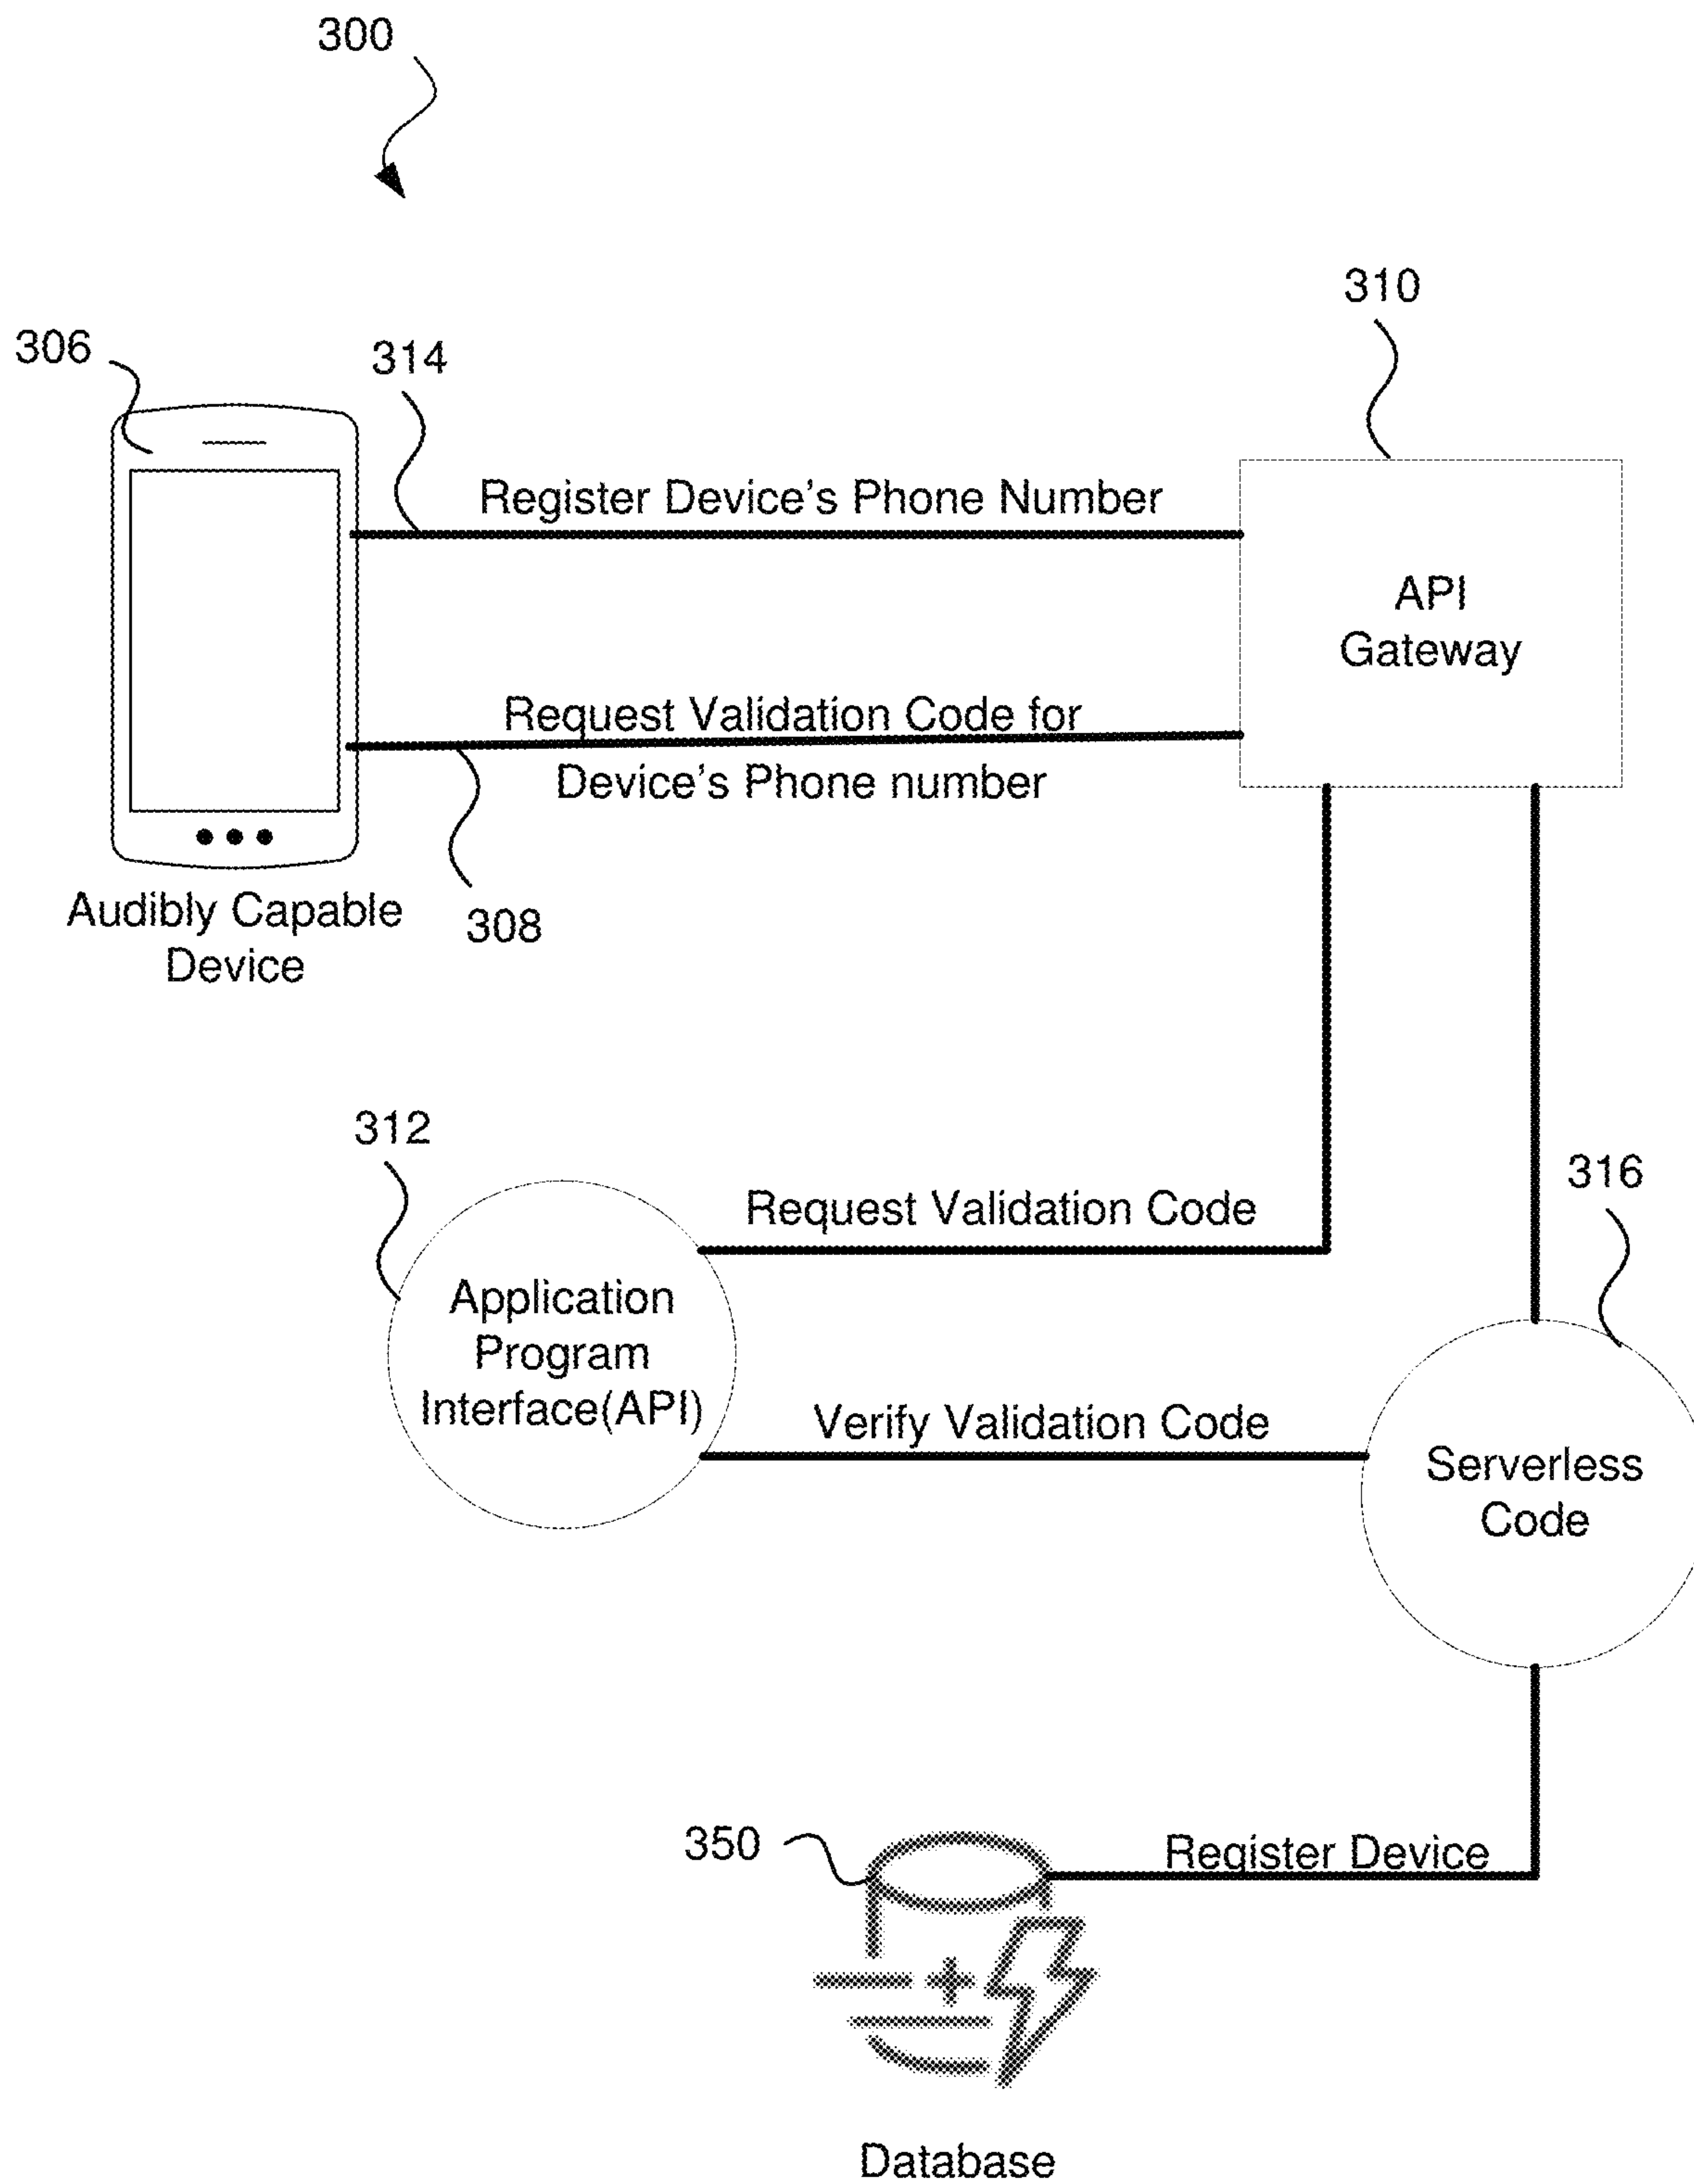 300
310
306
314
Register Device's Phone Number
API
Gateway
Request Validation Code for
Device's Phone number
Audibly Capable
Device
308
312
316
Request Validation Code
Application
Program
Interface(API)
Verify Validation Code
Serverless
Code
350
Register Device
Database